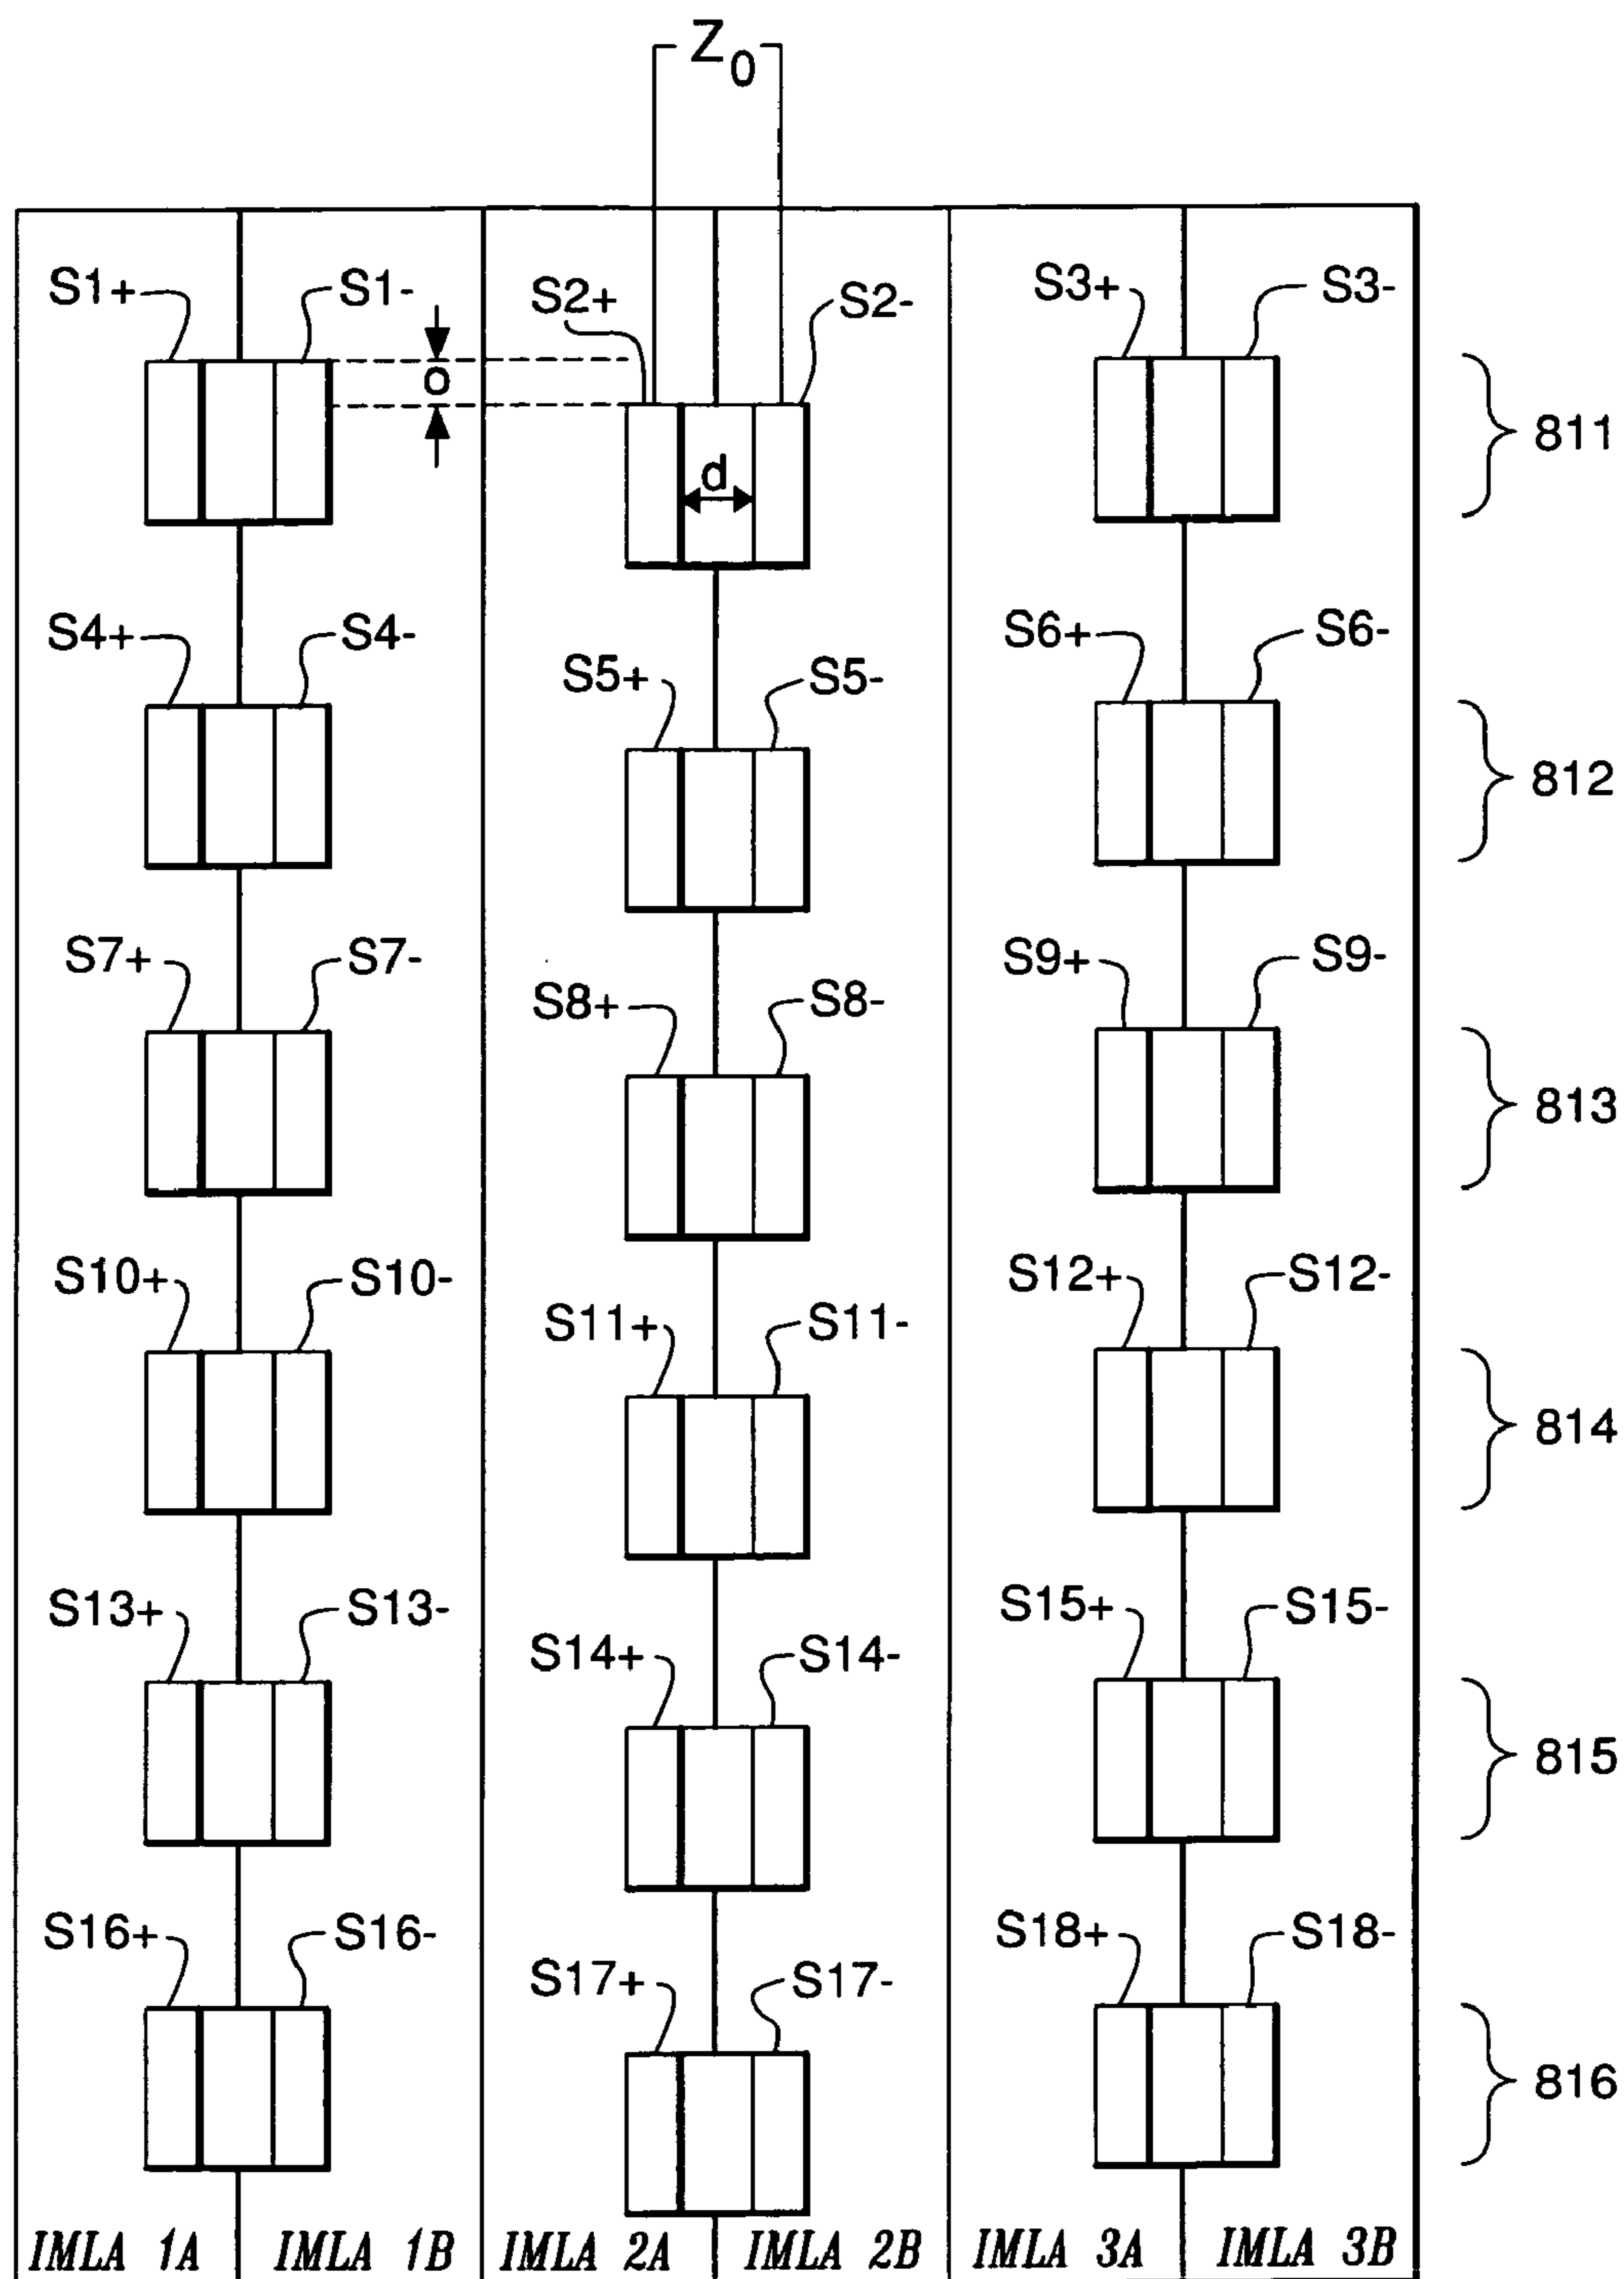 Z0
S1+ S1- S2+ S2- S3+ S3-
o
d
811
S4+ S4- S5+ S5- S6+ S6-
812
S7+ S7- S8+ S8- S9+ S9-
813
S10+ S10- S11+ S11- S12+ S12-
814
S13+ S13- S14+ S14- S15+ S15-
815
S16+ S16- S17+ S17- S18+ S18-
816
IMLA 1A IMLA 1B IMLA 2A IMLA 2B IMLA 3A IMLA 3B